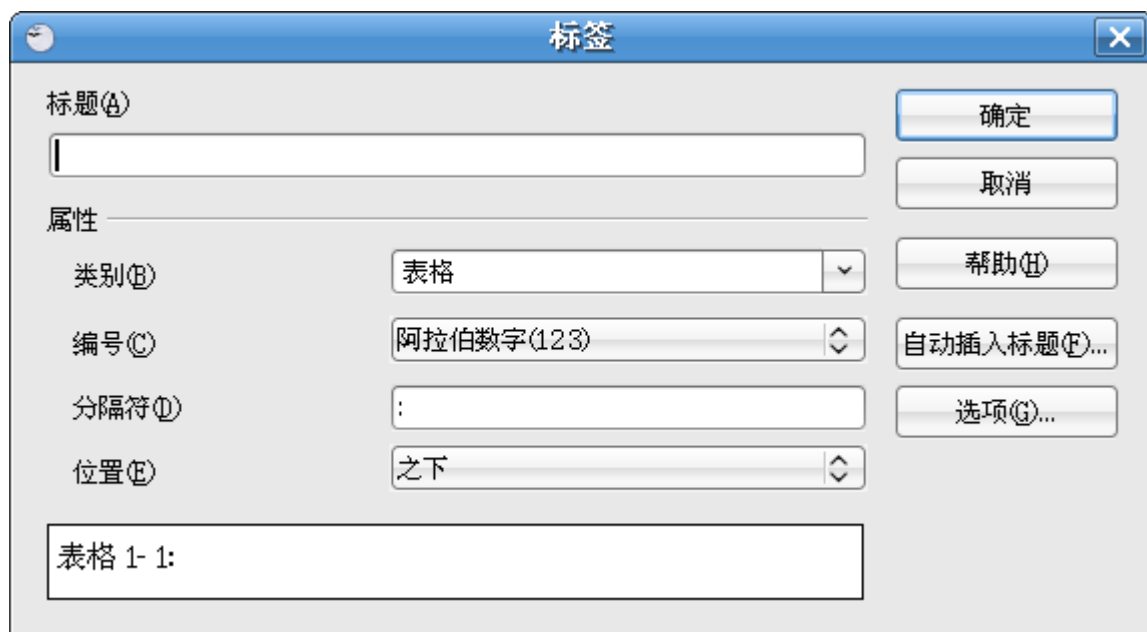 标签
标题(A)
确定
取消
属性
类别(B)
表格
帮助(H)
编号(C)
阿拉伯数字(123)
自动插入标题(F)...
分隔符(D)
:
选项(G)...
位置(E)
之下
表格 1- 1: